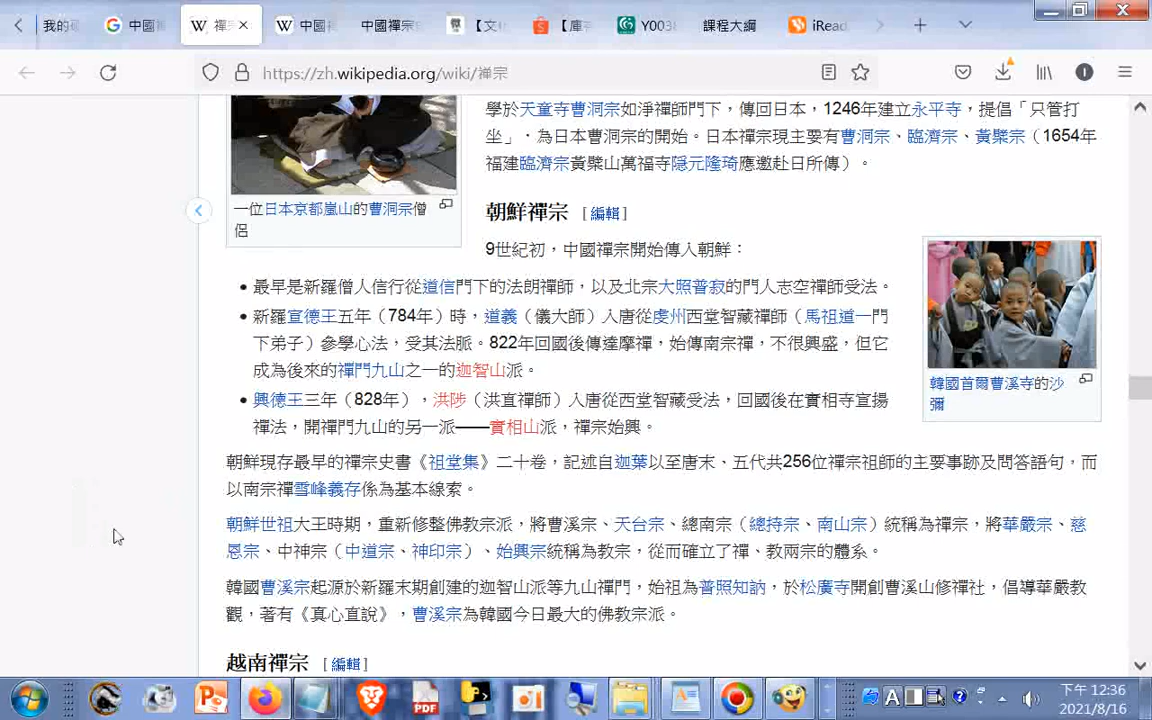 我的
中國禪
禪宗
中國禪
中國禪宗史
【文
【庫存
Y0038
課程大綱
iRead
https://zh.wikipedia.org/wiki/禪宗
學於天童寺曹洞宗如淨禪師門下，傳回日本，1246年建立永平寺，提倡「只管打
坐」．為日本曹洞宗的開始。日本禪宗現主要有曹洞宗、臨濟宗、黃檗宗（1654年
福建臨濟宗黃檗山萬福寺隠元隆琦應邀赴日所傳）。
一位日本京都嵐山的曹洞宗僧
侶
朝鮮禪宗 [編輯]
9世紀初，中國禪宗開始傳入朝鮮：
最早是新羅僧人信行從道信門下的法朗禪師，以及北宗大照普寂的門人志空禪師受法。
新羅宣德王五年（784年）時，道義（儀大師）入唐從虔州西堂智藏禪師（馬祖道一門
下弟子）參學心法，受其法脈。822年回國後傳達摩禪，始傳南宗禪，不很興盛，但它
成為後來的禪門九山之一的迦智山派。
興德王三年（828年），洪陟（洪直禪師）入唐從西堂智藏受法，回國後在實相寺宣揚
禪法，開禪門九山的另一派——實相山派，禪宗始興。
韓國首爾曹溪寺的沙
彌
朝鮮現存最早的禪宗史書《祖堂集》二十卷，記述自迦葉以至唐末、五代共256位禪宗祖師的主要事跡及問答語句，而
以南宗禪雪峰義存係為基本線索。
朝鮮世祖大王時期，重新修整佛教宗派，將曹溪宗、天台宗、總南宗（總持宗、南山宗）統稱為禪宗，將華嚴宗、慈
恩宗、中神宗（中道宗、神印宗）、始興宗統稱為教宗，從而確立了禪、教兩宗的體系。
韓國曹溪宗起源於新羅末期創建的迦智山派等九山禪門，始祖為普照知訥，於松廣寺開創曹溪山修禪社，倡導華嚴教
觀，著有《真心直說》，曹溪宗為韓國今日最大的佛教宗派。
越南禪宗 [編輯]
PDF
A
下午 12:36
2021/8/16